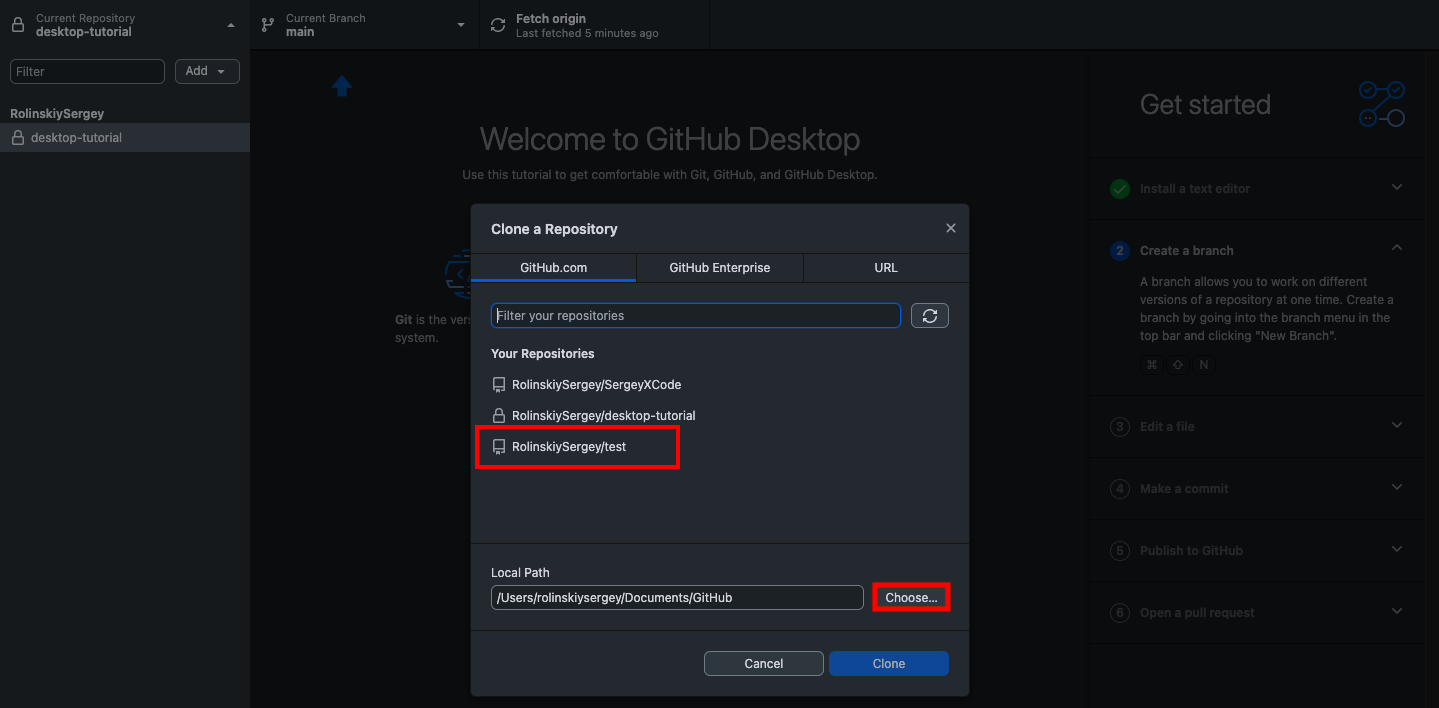 Current Repository
desktop-tutorial
Current Branch
main
Fetch origin
Last fetched 5 minutes ago
Filter
Add
RolinskiySergey
desktop-tutorial
Welcome to GitHub Desktop
Use this tutorial to get comfortable with Git, GitHub, and GitHub Desktop.
Git is the vers
system.
Clone a Repository
GitHub.com
GitHub Enterprise
URL
Filter your repositories
Your Repositories
RolinskiySergey/SergeyXCode
RolinskiySergey/desktop-tutorial
RolinskiySergey/test
Local Path
/Users/rolinskiysergey/Documents/GitHub
Choose...
Cancel
Clone
Get started
Install a text editor
2 Create a branch
A branch allows you to work on different
versions of a repository at one time. Create a
branch by going into the branch menu in the
top bar and clicking "New Branch".
⌘ ⇧ N
3 Edit a file
4 Make a commit
5 Publish to GitHub
6 Open a pull request